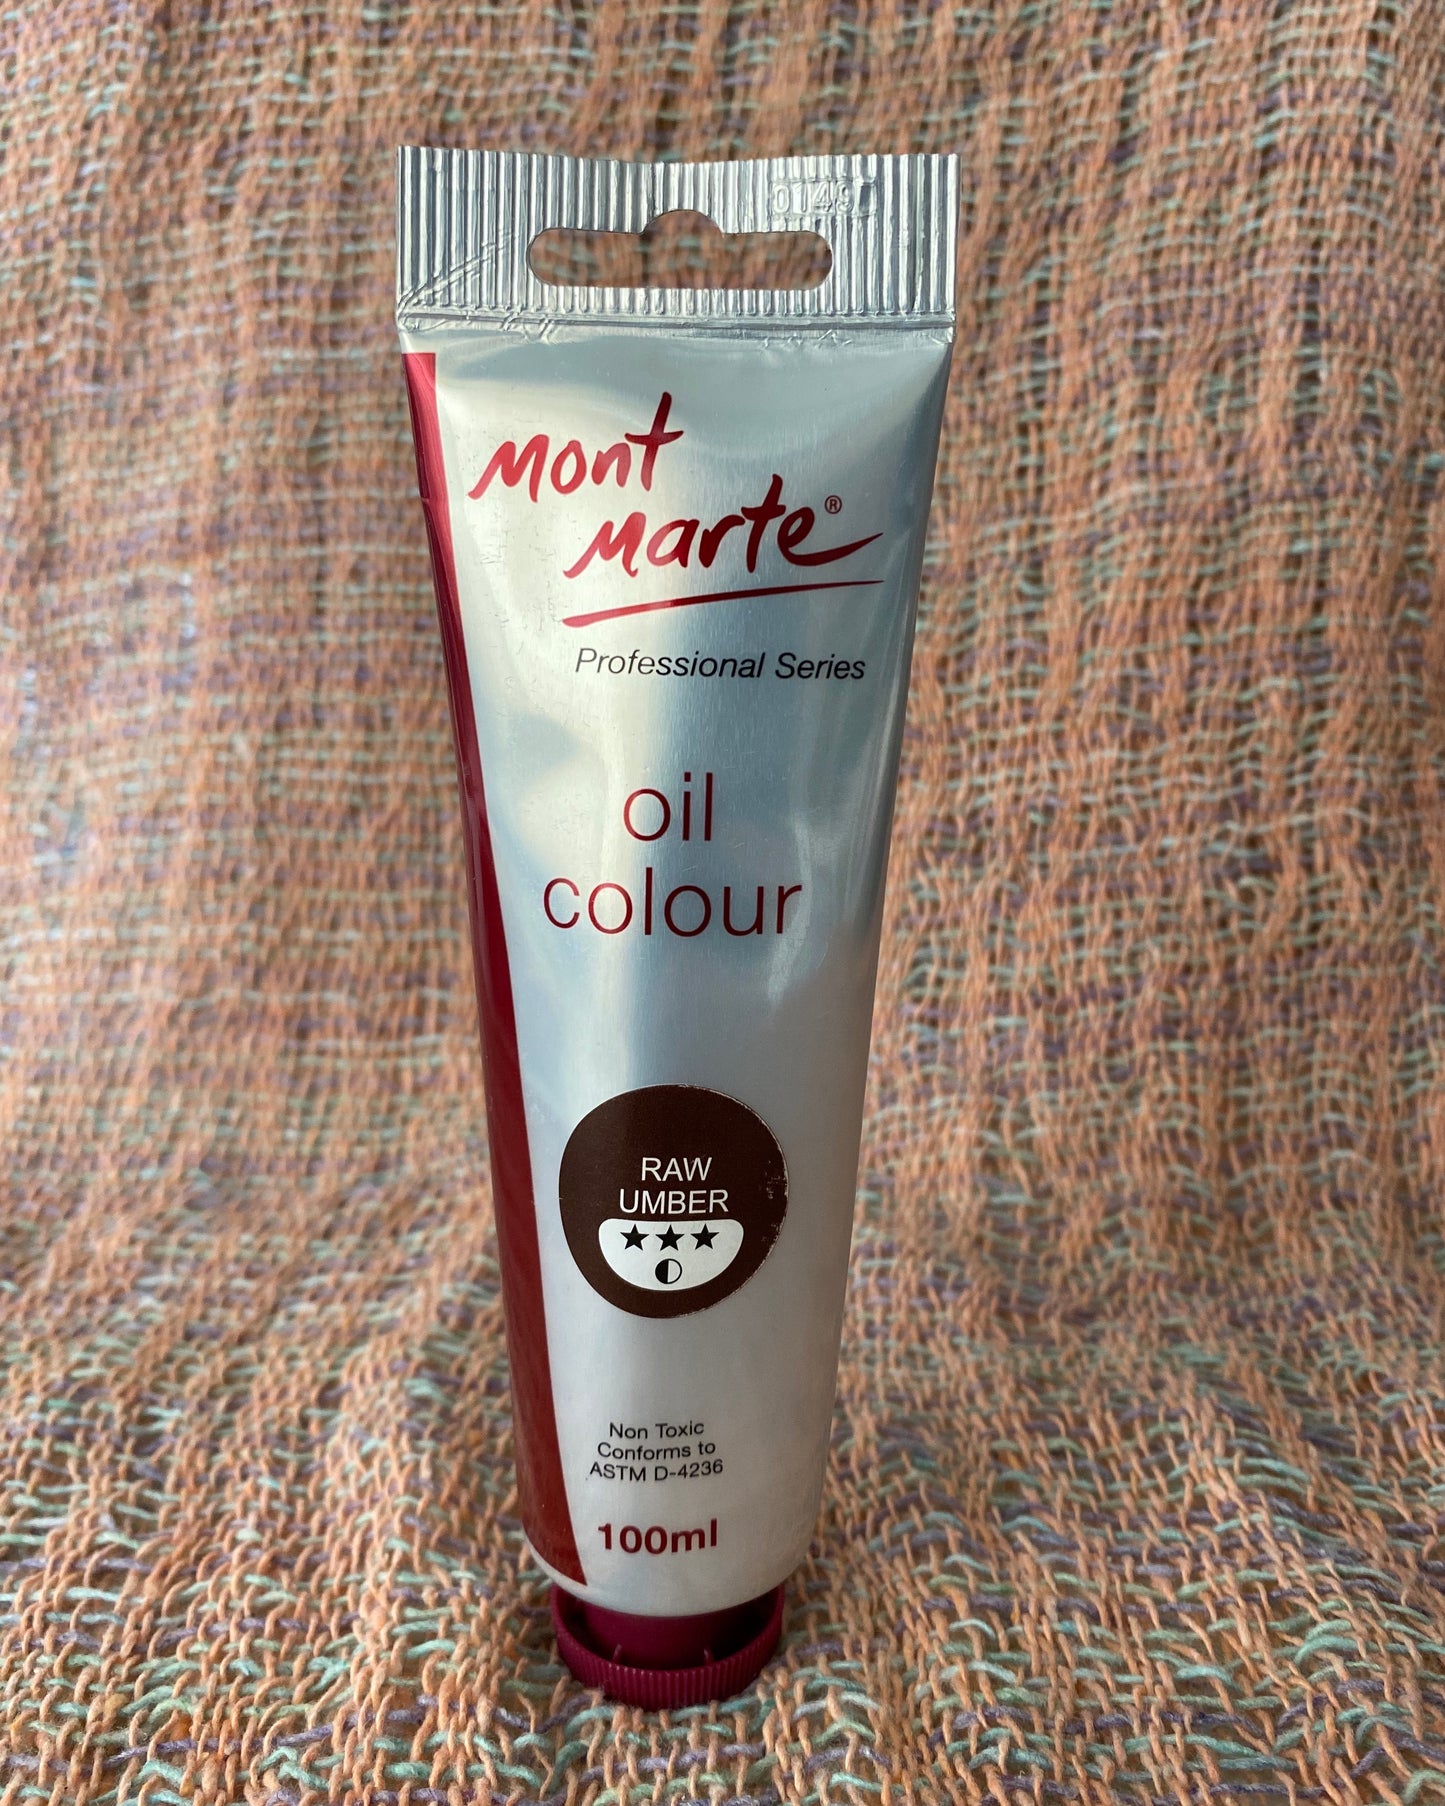 0149
Mont
Marte®
Professional Series
oil
colour
RAW
UMBER
★★★
Non Toxic
Conforms to
ASTM D-4236
100ml